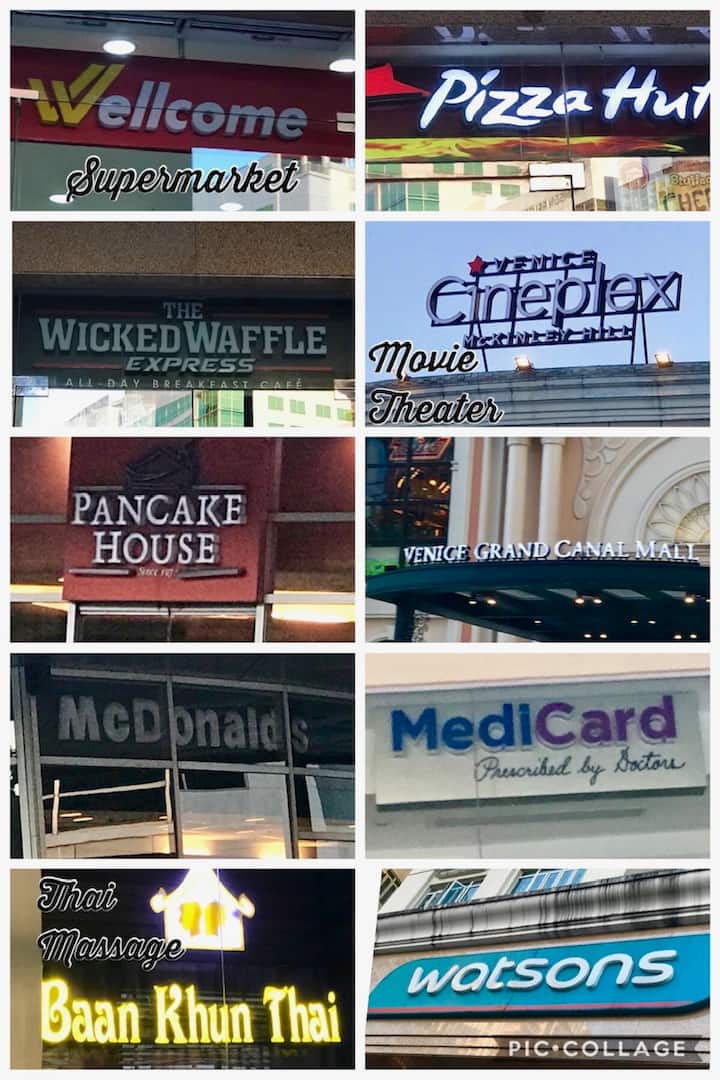 Wellcome
Supermarket
Pizza Hut
THE
WICKED WAFFLE
EXPRESS
ALL-DAY BREAKFAST CAFÉ
VENICE
Cineplex
MCKINLEY HILL
Movie
Theater
PANCAKE
HOUSE
Since
VENICE GRAND CANAL MALL
McDonald's
MediCard
Prescribed by Doctors
Thai
Massage
Baan Khun Thai
watsons
PIC•COLLAGE